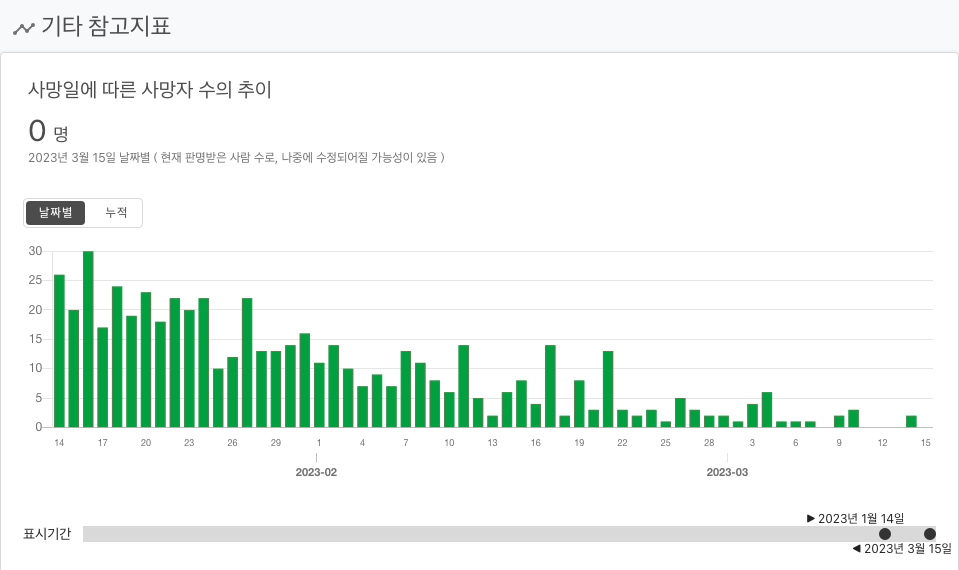 기타 참고지표
사망일에 따른 사망자 수의 추이
0 명
2023년 3월 15일 날짜별 ( 현재 판명받은 사람 수로, 나중에 수정되어질 가능성이 있음 )
날짜별 누적
30
25
20
15
10
5
0
14 17 20 23 26 29 1 4 7 10 13 16 19 22 25 28 3 6 9 12 15
2023-02 2023-03
▶ 2023년 1월 14일
표시기간
◀ 2023년 3월 15일